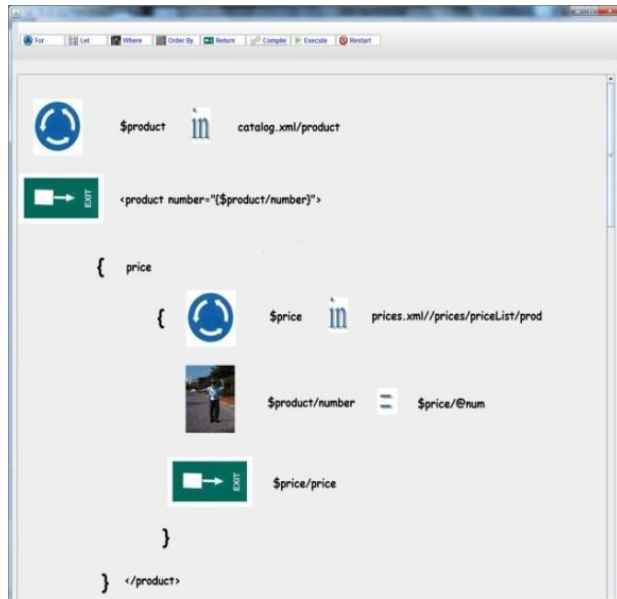 For Let Where Order By Return Compile Execute Restart
$product in catalog.xml/product
EXIT <product number="{$product/number}">
{ price
{ $price in prices.xml//prices/priceList/prod
$product/number = $price/@num
EXIT $price/price
}
} </product>